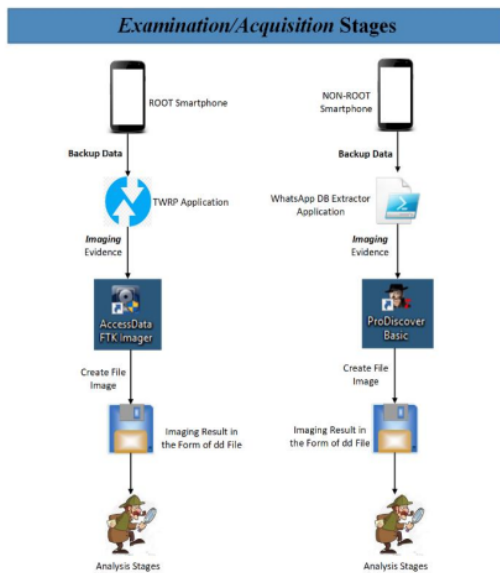 Examination/Acquisition Stages
ROOT Smartphone
Backup Data
TWRP Application
Imaging
Evidence
AccessData
FTK Imager
Create File
Image
Imaging Result in
the Form of dd File
Analysis Stages
NON-ROOT
Smartphone
Backup Data
WhatsApp DB Extractor
Application
Imaging
Evidence
ProDiscover
Basic
Create File
Image
Imaging Result in
the Form of dd File
Analysis Stages